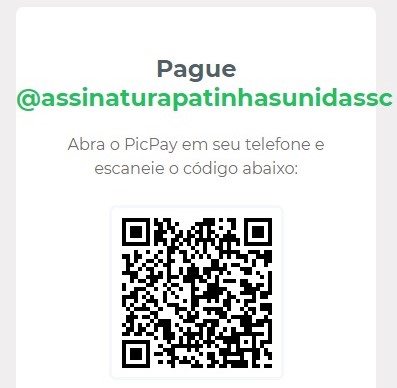 Pague
@assinaturapatinhasunidassc
Abra o PicPay em seu telefone e
escaneie o código abaixo: